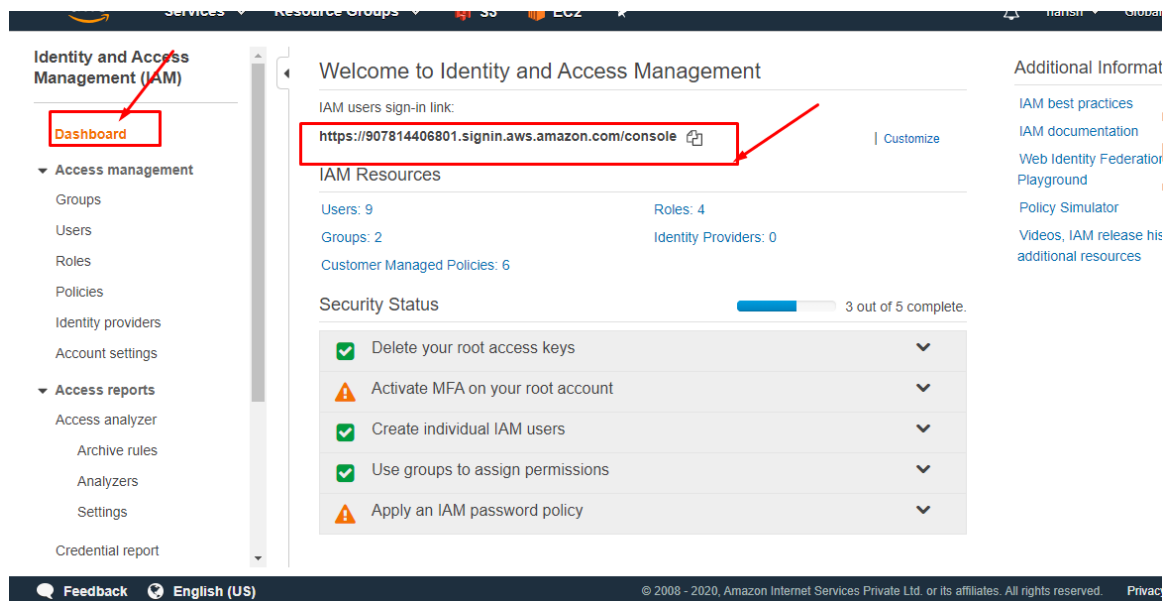 Services
Resource Groups
S3
EC2
Global
Identity and Access
Management (IAM)
Dashboard
Access management
Groups
Users
Roles
Policies
Identity providers
Account settings
Access reports
Access analyzer
Archive rules
Analyzers
Settings
Credential report
Welcome to Identity and Access Management
IAM users sign-in link:
https://907814406801.signin.aws.amazon.com/console
| Customize
IAM Resources
Users: 9
Roles: 4
Groups: 2
Identity Providers: 0
Customer Managed Policies: 6
Security Status
3 out of 5 complete.
Delete your root access keys
Activate MFA on your root account
Create individual IAM users
Use groups to assign permissions
Apply an IAM password policy
Additional Informat
IAM best practices
IAM documentation
Web Identity Federation
Playground
Policy Simulator
Videos, IAM release his
additional resources
Feedback
English (US)
© 2008 - 2020, Amazon Internet Services Private Ltd. or its affiliates. All rights reserved.
Privacy